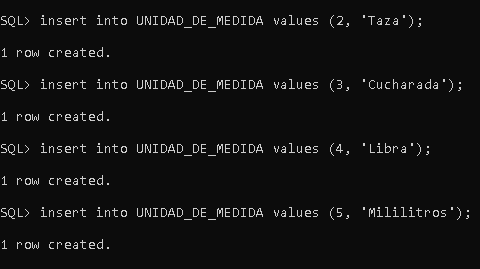 SQL> insert into UNIDAD_DE_MEDIDA values (2, 'Taza');
1 row created.
SQL> insert into UNIDAD_DE_MEDIDA values (3, 'Cucharada');
1 row created.
SQL> insert into UNIDAD_DE_MEDIDA values (4, 'Libra');
1 row created.
SQL> insert into UNIDAD_DE_MEDIDA values (5, 'Mililitros');
1 row created.